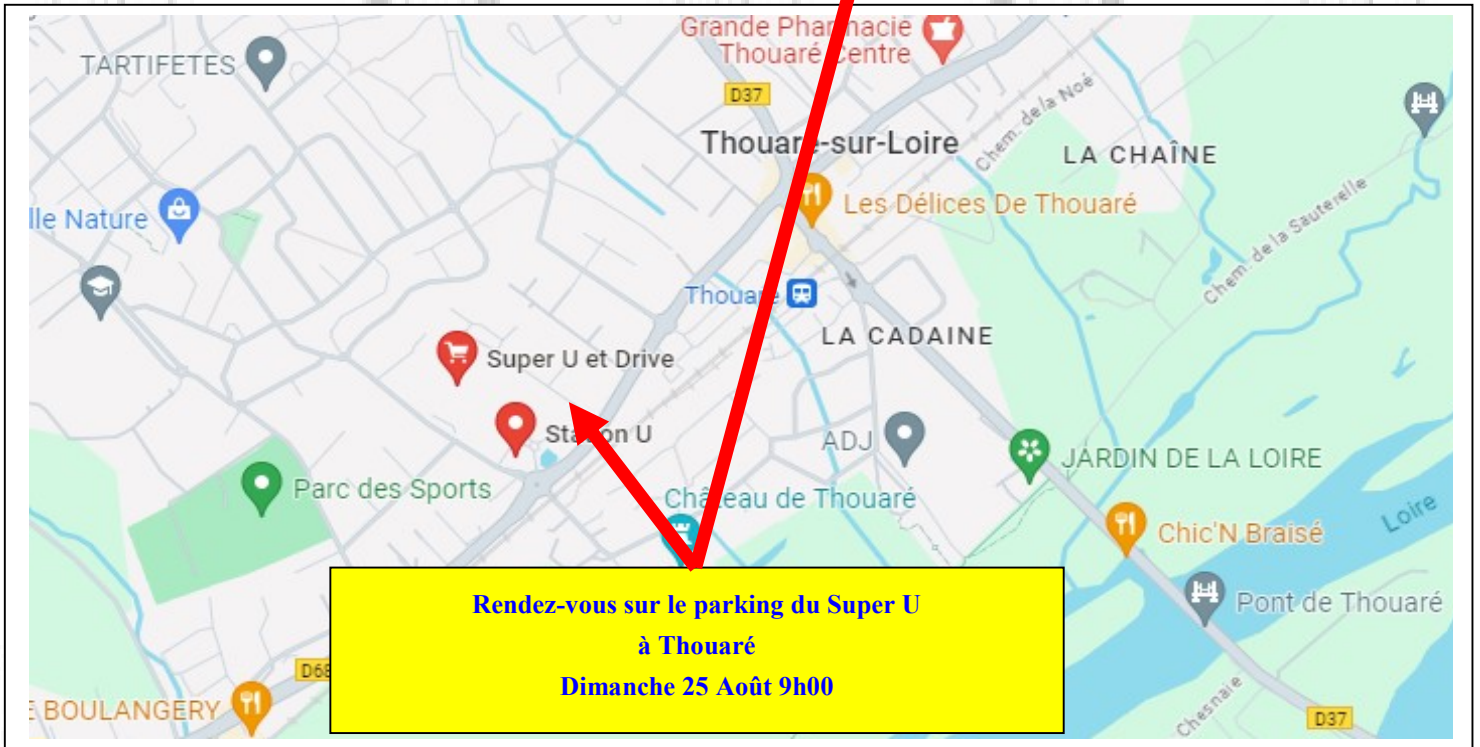 Grande Pharmacie
Thouaré Centre
TARTIFETES
D37
Thouaré-sur-Loire
Chem. de la Noé
LA CHAÎNE
Les Délices De Thouaré
lle Nature
Chem. de la Sauterelle
Thouaré
LA CADAINE
Super U et Drive
Station U
ADJ
JARDIN DE LA LOIRE
Parc des Sports
Château de Thouaré
Loire
Chic'N Braisé
Rendez-vous sur le parking du Super U
à Thouaré
Dimanche 25 Août 9h00
Pont de Thouaré
D68
E BOULANGERY
Chesnaie
D37